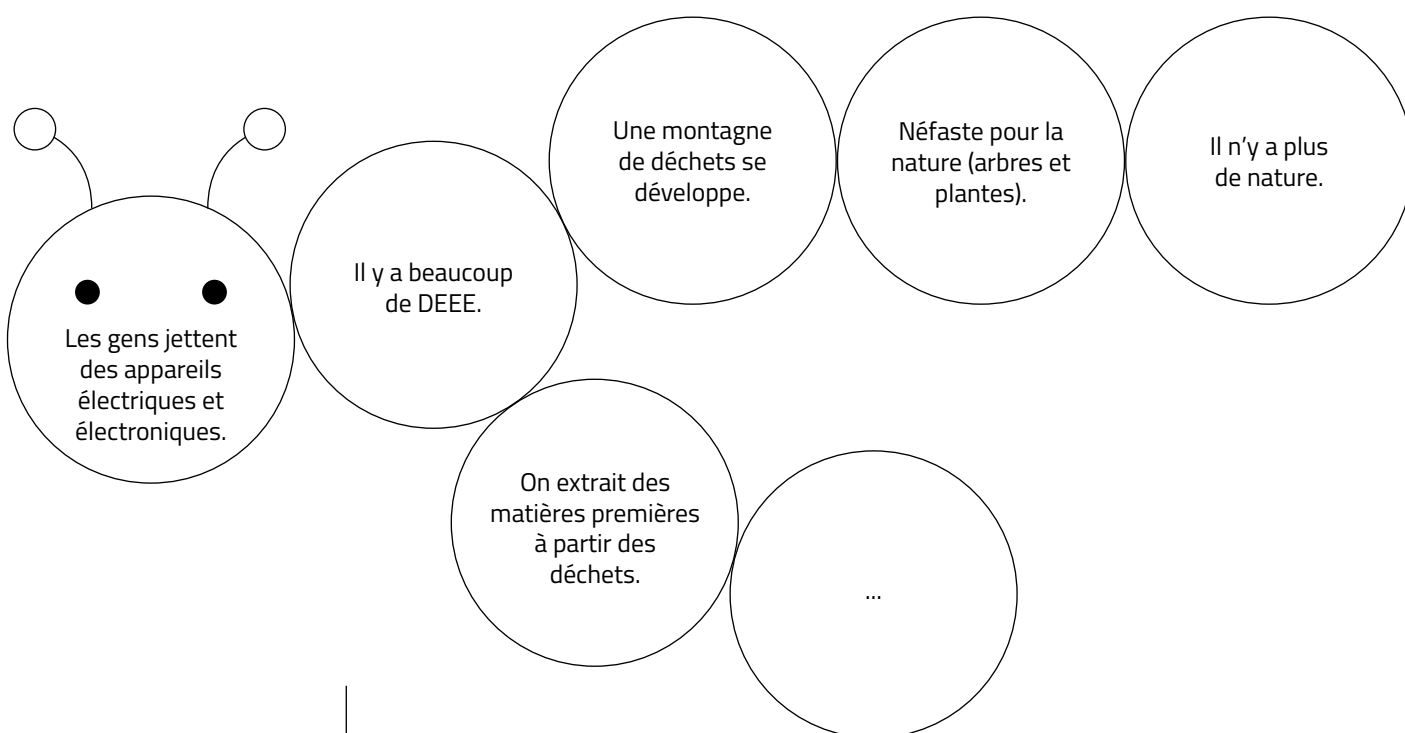 Les gens jettent
des appareils
électriques et
électroniques.
Il y a beaucoup
de DEEE.
Une montagne
de déchets se
développe.
Néfaste pour la
nature (arbres et
plantes).
Il n'y a plus
de nature.
On extrait des
matières premières
à partir des
déchets.
...